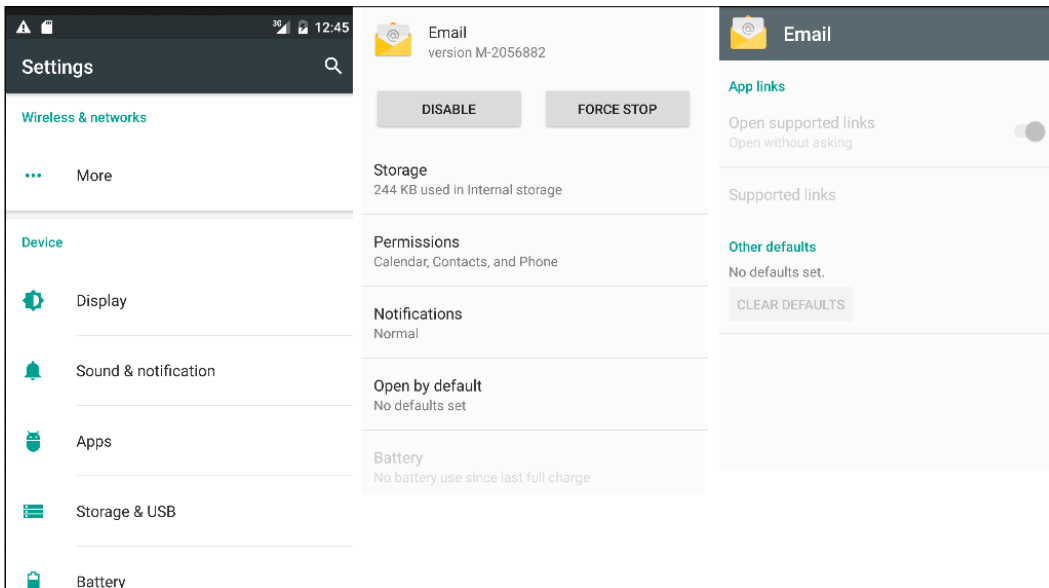 3G 12:45
Settings
Wireless & networks
More
Device
Display
Sound & notification
Apps
Storage & USB
Battery
Email
version M-2056882
DISABLE FORCE STOP
Storage
244 KB used in Internal storage
Permissions
Calendar, Contacts, and Phone
Notifications
Normal
Open by default
No defaults set
Battery
No battery use since last full charge
@ Email
App links
Open supported links
Open without asking
Supported links
Other defaults
No defaults set.
CLEAR DEFAULTS